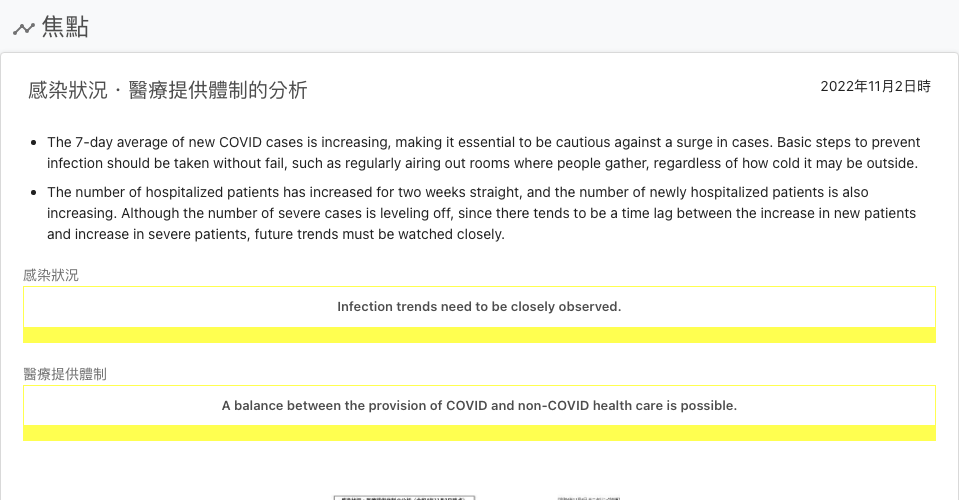 焦點
感染狀況・醫療提供體制的分析
2022年11月2日時
The 7-day average of new COVID cases is increasing, making it essential to be cautious against a surge in cases. Basic steps to prevent
infection should be taken without fail, such as regularly airing out rooms where people gather, regardless of how cold it may be outside.
The number of hospitalized patients has increased for two weeks straight, and the number of newly hospitalized patients is also
increasing. Although the number of severe cases is leveling off, since there tends to be a time lag between the increase in new patients
and increase in severe patients, future trends must be watched closely.
感染狀況
Infection trends need to be closely observed.
醫療提供體制
A balance between the provision of COVID and non-COVID health care is possible.